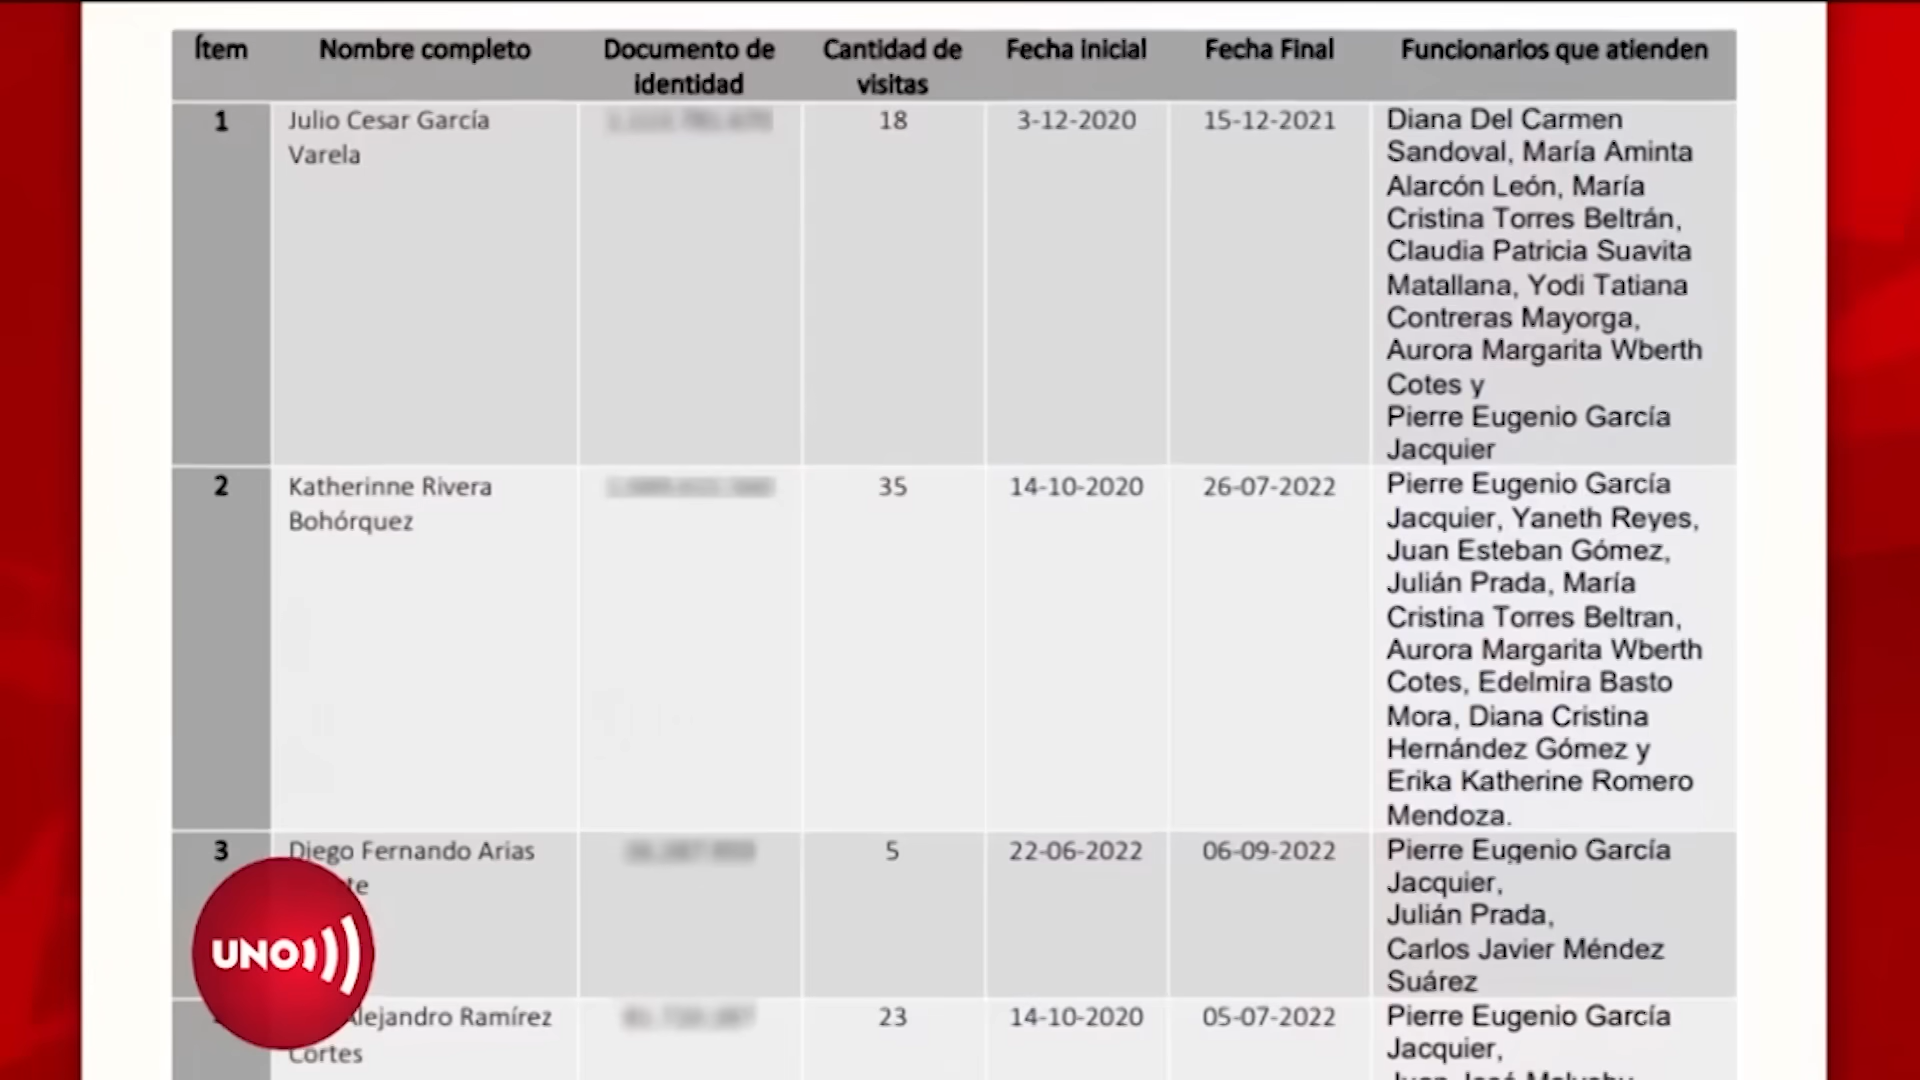 Ítem Nombre completo Documento de identidad Cantidad de visitas Fecha inicial Fecha Final Funcionarios que atienden
1 Julio Cesar García Varela 18 3-12-2020 15-12-2021
Diana Del Carmen
Sandoval, María Aminta
Alarcón León, María
Cristina Torres Beltrán,
Claudia Patricia Suavita
Matallana, Yodi Tatiana
Contreras Mayorga,
Aurora Margarita Wberth
Cotes y
Pierre Eugenio García
Jacquier
2 Katherinne Rivera Bohórquez 35 14-10-2020 26-07-2022
Pierre Eugenio García
Jacquier, Yaneth Reyes,
Juan Esteban Gómez,
Julián Prada, María
Cristina Torres Beltran,
Aurora Margarita Wberth
Cotes, Edelmira Basto
Mora, Diana Cristina
Hernández Gómez y
Erika Katherine Romero
Mendoza.
3 Diego Fernando Arias 5 22-06-2022 06-09-2022
Pierre Eugenio García
Jacquier,
Julián Prada,
Carlos Javier Méndez
Suárez
Alejandro Ramírez Cortes 23 14-10-2020 05-07-2022
Pierre Eugenio García
Jacquier,
UNO